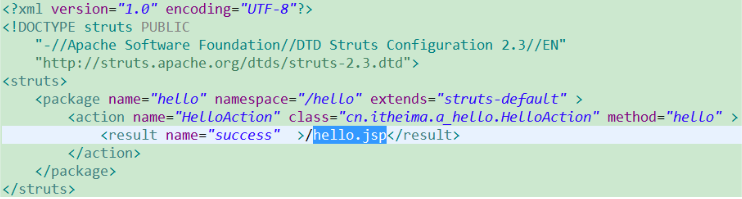 <?xml version="1.0" encoding="UTF-8"?>
<!DOCTYPE struts PUBLIC
"-//Apache Software Foundation//DTD Struts Configuration 2.3//EN"
"http://struts.apache.org/dtds/struts-2.3.dtd">
<struts>
<package name="hello" namespace="/hello" extends="struts-default" >
<action name="HelloAction" class="cn.itheima.a_hello.HelloAction" method="hello" >
<result name="success" >/hello.jsp</result>
</action>
</package>
</struts>